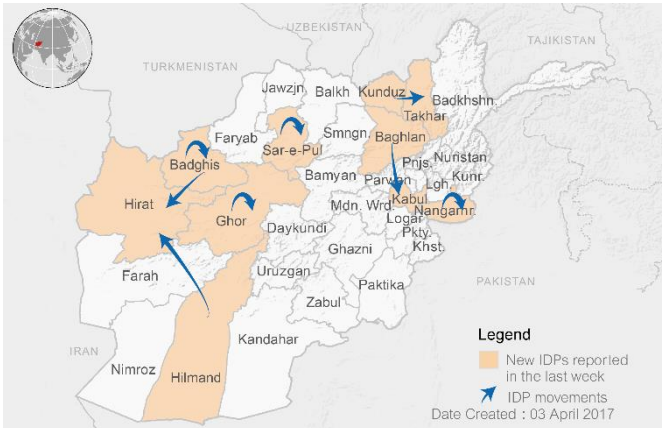 UZBEKISTAN
TAJIKISTAN
TURKMENISTAN
Jawzjn
Balkh
Kunduz
Badkhshn.
Takhar
Faryab
Sar-e-Pul
Smngn.
Baghlan
Badghis
Bamyan
Pnjs.
Nuristan
Parwan
Lgh.
Kunr.
Hirat
Ghor
Mdn. Wrd.
Kabul
Nangarhr.
Daykundi
Logar
Pkty.
Khst.
Ghazni
Farah
Uruzgan
Paktika
Zabul
PAKISTAN
Kandahar
IRAN
Nimroz
Hilmand
Legend
New IDPs reported
in the last week
IDP movements
Date Created : 03 April 2017